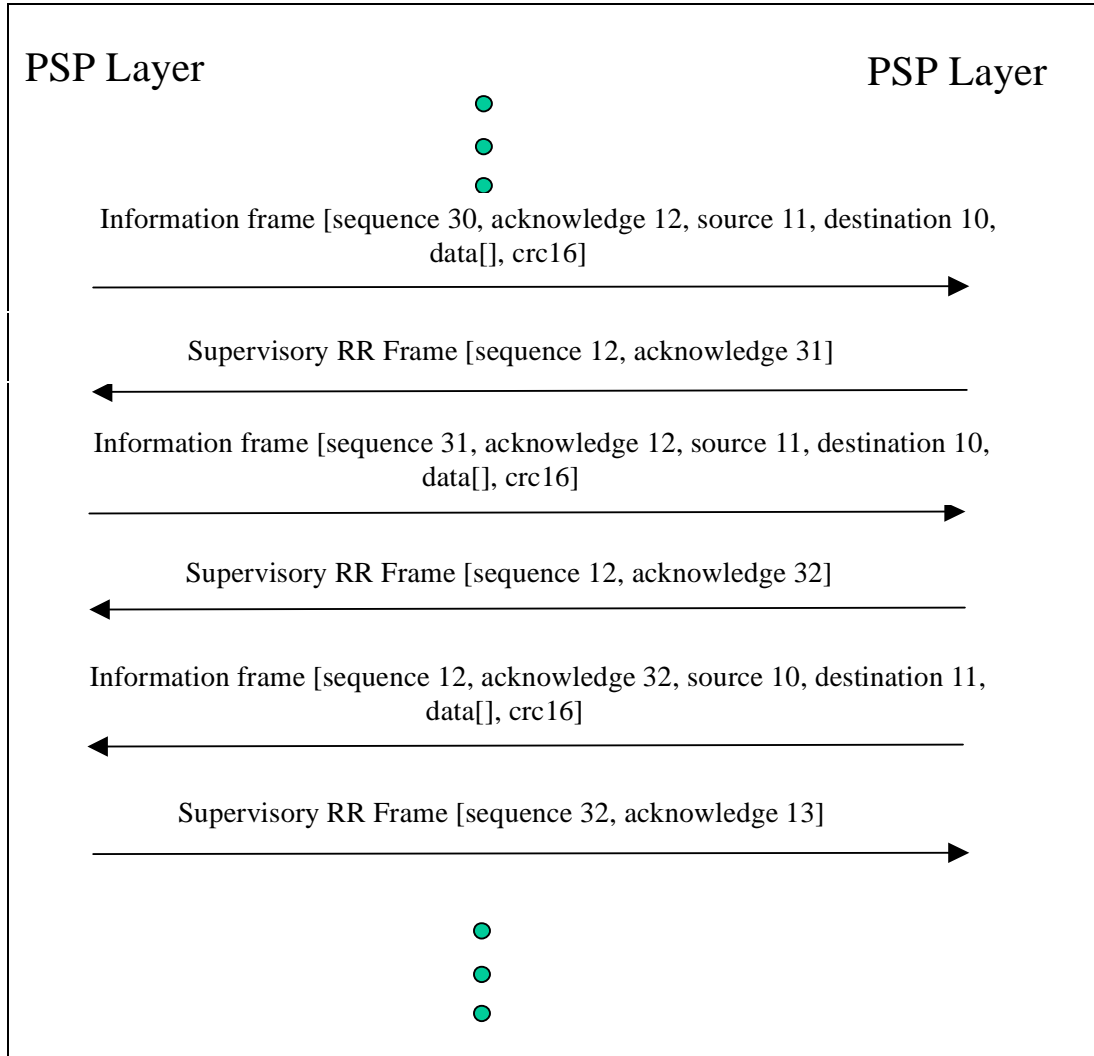 PSP Layer
PSP Layer
Information frame [sequence 30, acknowledge 12, source 11, destination 10,
data[], crc16]
Supervisory RR Frame [sequence 12, acknowledge 31]
Information frame [sequence 31, acknowledge 12, source 11, destination 10,
data[], crc16]
Supervisory RR Frame [sequence 12, acknowledge 32]
Information frame [sequence 12, acknowledge 32, source 10, destination 11,
data[], crc16]
Supervisory RR Frame [sequence 32, acknowledge 13]